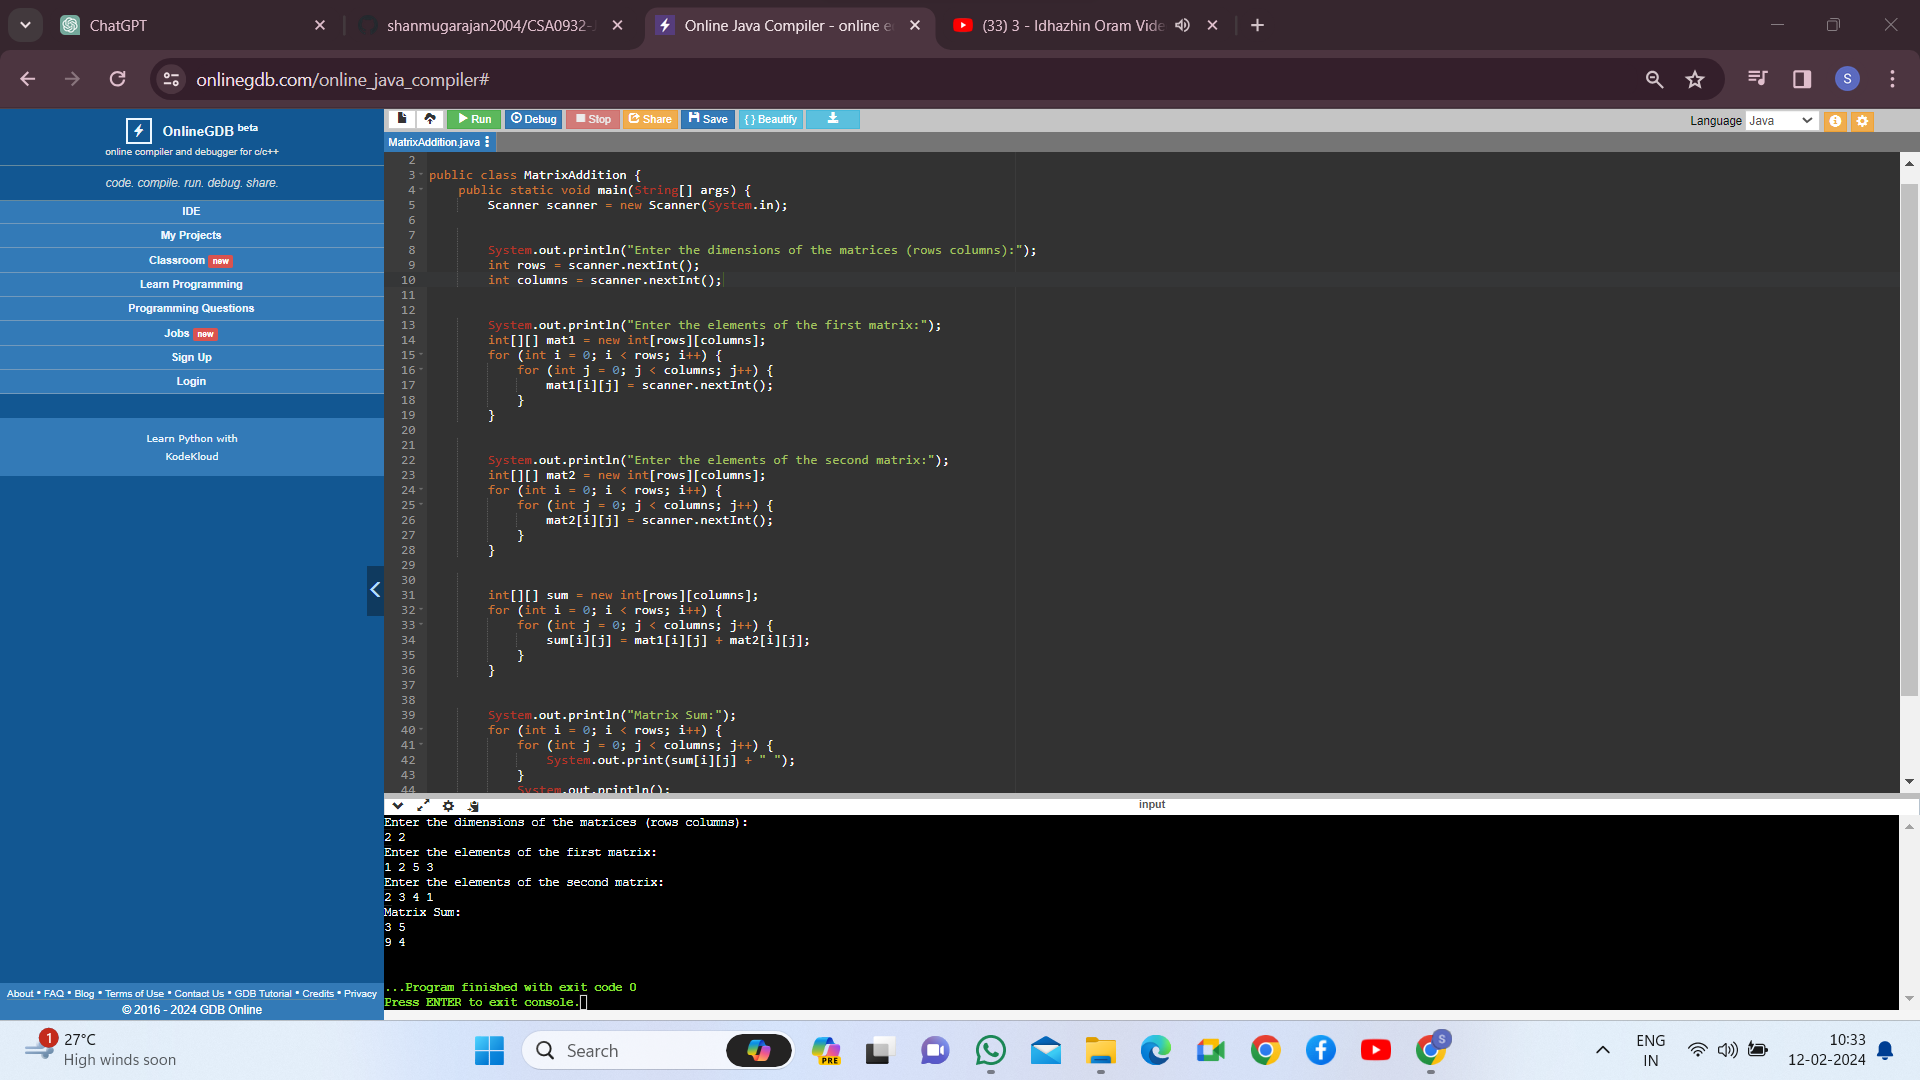 ChatGPT
shanmugarajan2004/CSA0932-
Online Java Compiler - online e
(33) 3 - Idhazhin Oram Vide
onlinegdb.com/online_java_compiler#
S
OnlineGDB beta
online compiler and debugger for c/c++
code. compile. run. debug. share.
IDE
My Projects
Classroom new
Learn Programming
Programming Questions
Jobs new
Sign Up
Login
Learn Python with
KodeKloud
About • FAQ • Blog • Terms of Use • Contact Us • GDB Tutorial • Credits • Privacy
© 2016 - 2024 GDB Online
Run Debug Stop Share Save {} Beautify
Language Java
MatrixAddition.java
2
3 public class MatrixAddition {
4 public static void main(String[] args) {
5 Scanner scanner = new Scanner(System.in);
6
7
8 System.out.println("Enter the dimensions of the matrices (rows columns):");
9 int rows = scanner.nextInt();
10 int columns = scanner.nextInt();
11
12
13 System.out.println("Enter the elements of the first matrix:");
14 int[][] mat1 = new int[rows][columns];
15 for (int i = 0; i < rows; i++) {
16 for (int j = 0; j < columns; j++) {
17 mat1[i][j] = scanner.nextInt();
18 }
19 }
20
21
22 System.out.println("Enter the elements of the second matrix:");
23 int[][] mat2 = new int[rows][columns];
24 for (int i = 0; i < rows; i++) {
25 for (int j = 0; j < columns; j++) {
26 mat2[i][j] = scanner.nextInt();
27 }
28 }
29
30
31 int[][] sum = new int[rows][columns];
32 for (int i = 0; i < rows; i++) {
33 for (int j = 0; j < columns; j++) {
34 sum[i][j] = mat1[i][j] + mat2[i][j];
35 }
36 }
37
38
39 System.out.println("Matrix Sum:");
40 for (int i = 0; i < rows; i++) {
41 for (int j = 0; j < columns; j++) {
42 System.out.print(sum[i][j] + " ");
43 }
44 System.out.println();
input
Enter the dimensions of the matrices (rows columns):
2 2
Enter the elements of the first matrix:
1 2 5 3
Enter the elements of the second matrix:
2 3 4 1
Matrix Sum:
3 5
9 4
...Program finished with exit code 0
Press ENTER to exit console.
1
27°C
High winds soon
Search
PRE
S
ENG
IN
10:33
12-02-2024